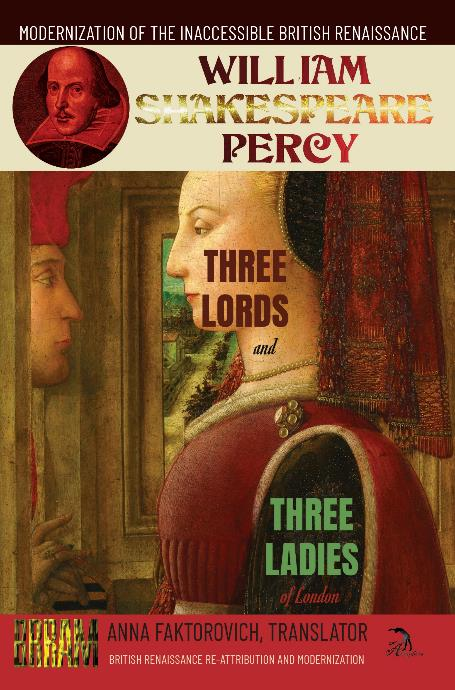 MODERNIZATION OF THE INACCESSIBLE BRITISH RENAISSANCE
WILLIAM
SHAKESPEARE
PERCY
THREE
LORDS
and
THREE
LADIES
of London
BRRAM
ANNA FAKTOROVICH, TRANSLATOR
BRITISH RENAISSANCE RE-ATTRIBUTION AND MODERNIZATION